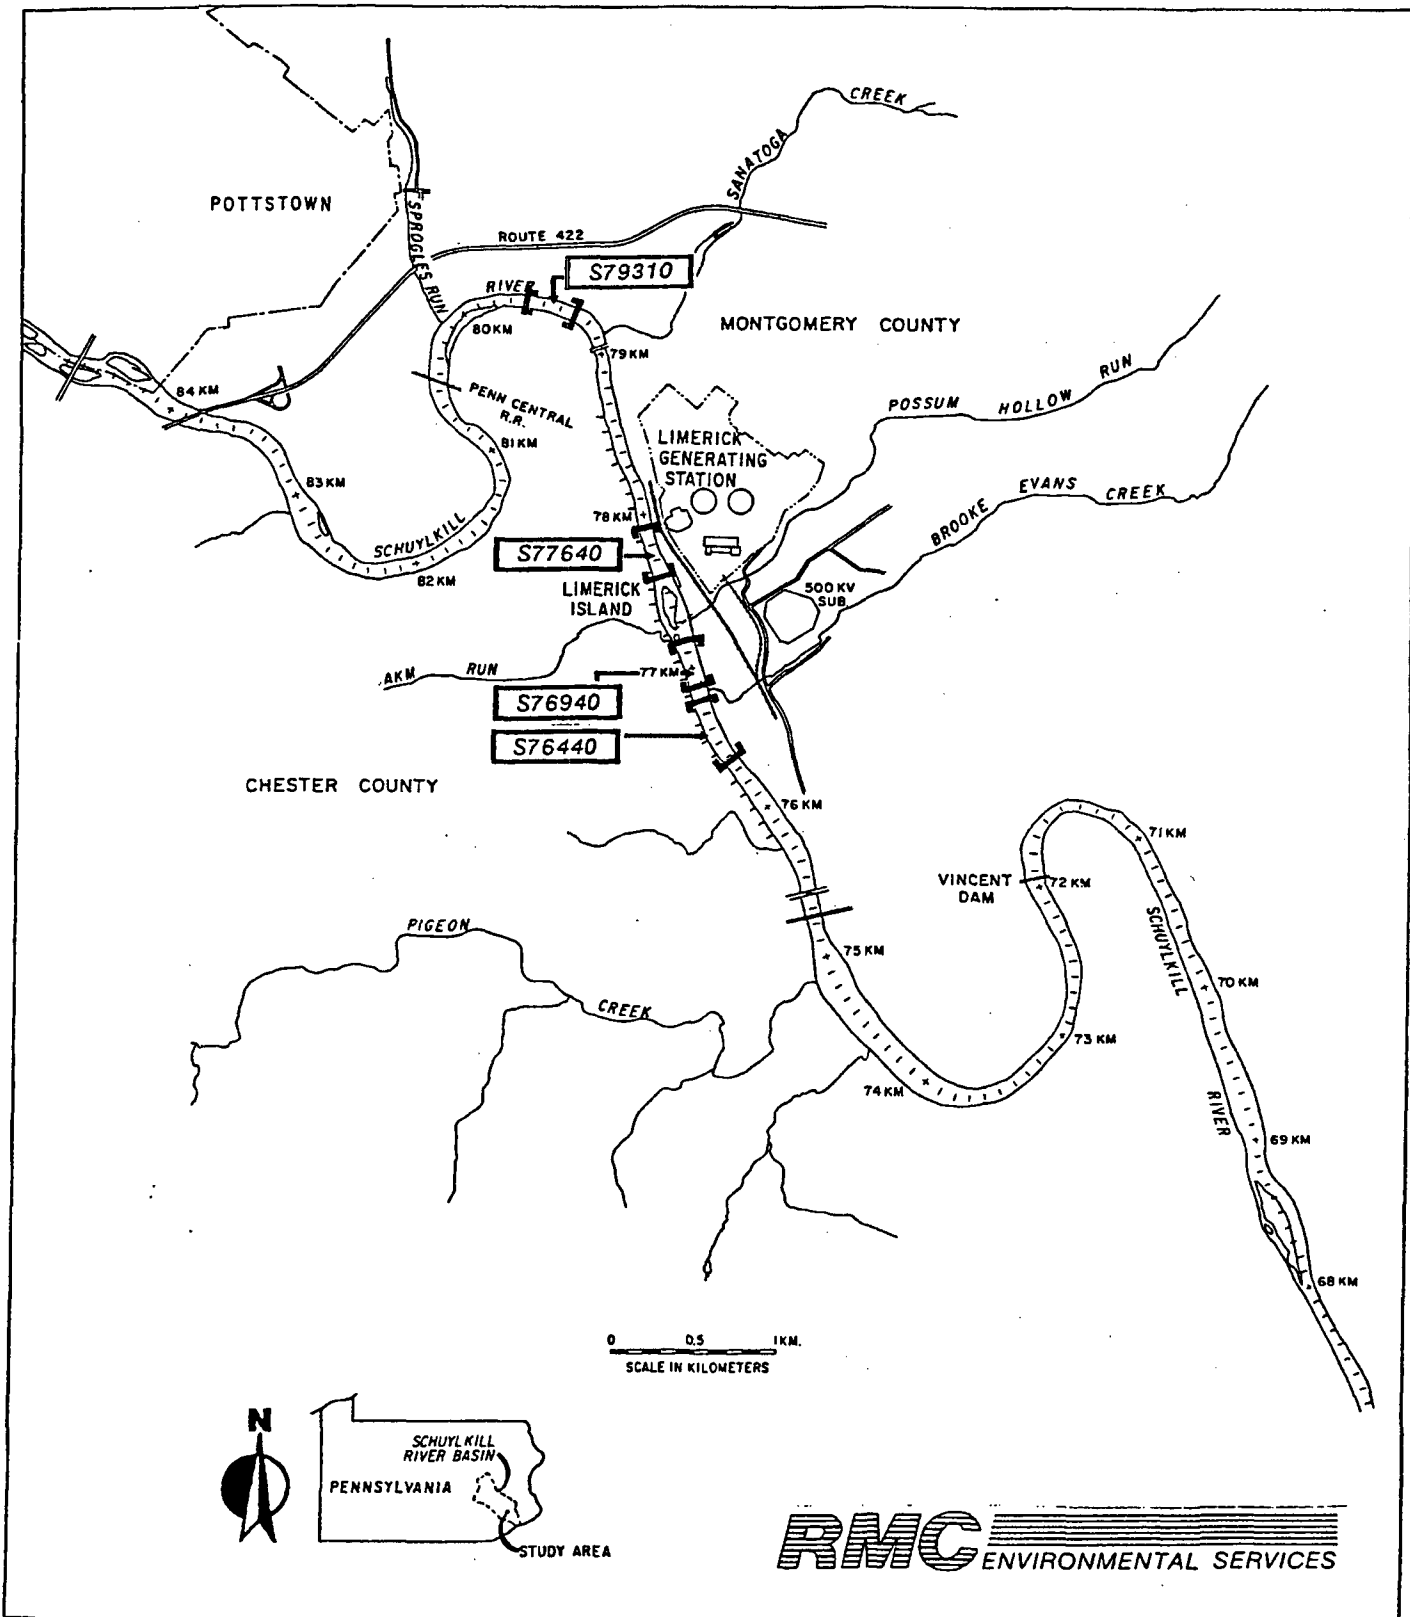 CREEK
SANATOGA
POTTSTOWN
SPROGLES RUN
ROUTE 422
S79310
RIVER
MONTGOMERY COUNTY
80 KM
79 KM
84 KM
PENN CENTRAL
R.R.
POSSUM HOLLOW RUN
81 KM
LIMERICK
GENERATING
STATION
83 KM
BROOKE EVANS CREEK
78 KM
SCHUYLKILL
S77640
82 KM
LIMERICK
ISLAND
500 KV
SUB
AKM RUN
77 KM
S76940
S76440
CHESTER COUNTY
76 KM
71 KM
VINCENT
DAM
72 KM
PIGEON
CREEK
75 KM
SCHUYLKILL
RIVER
70 KM
73 KM
74 KM
69 KM
68 KM
0 0.5 1KM.
SCALE IN KILOMETERS
N
SCHUYLKILL
RIVER BASIN
PENNSYLVANIA
STUDY AREA
RMC ENVIRONMENTAL SERVICES